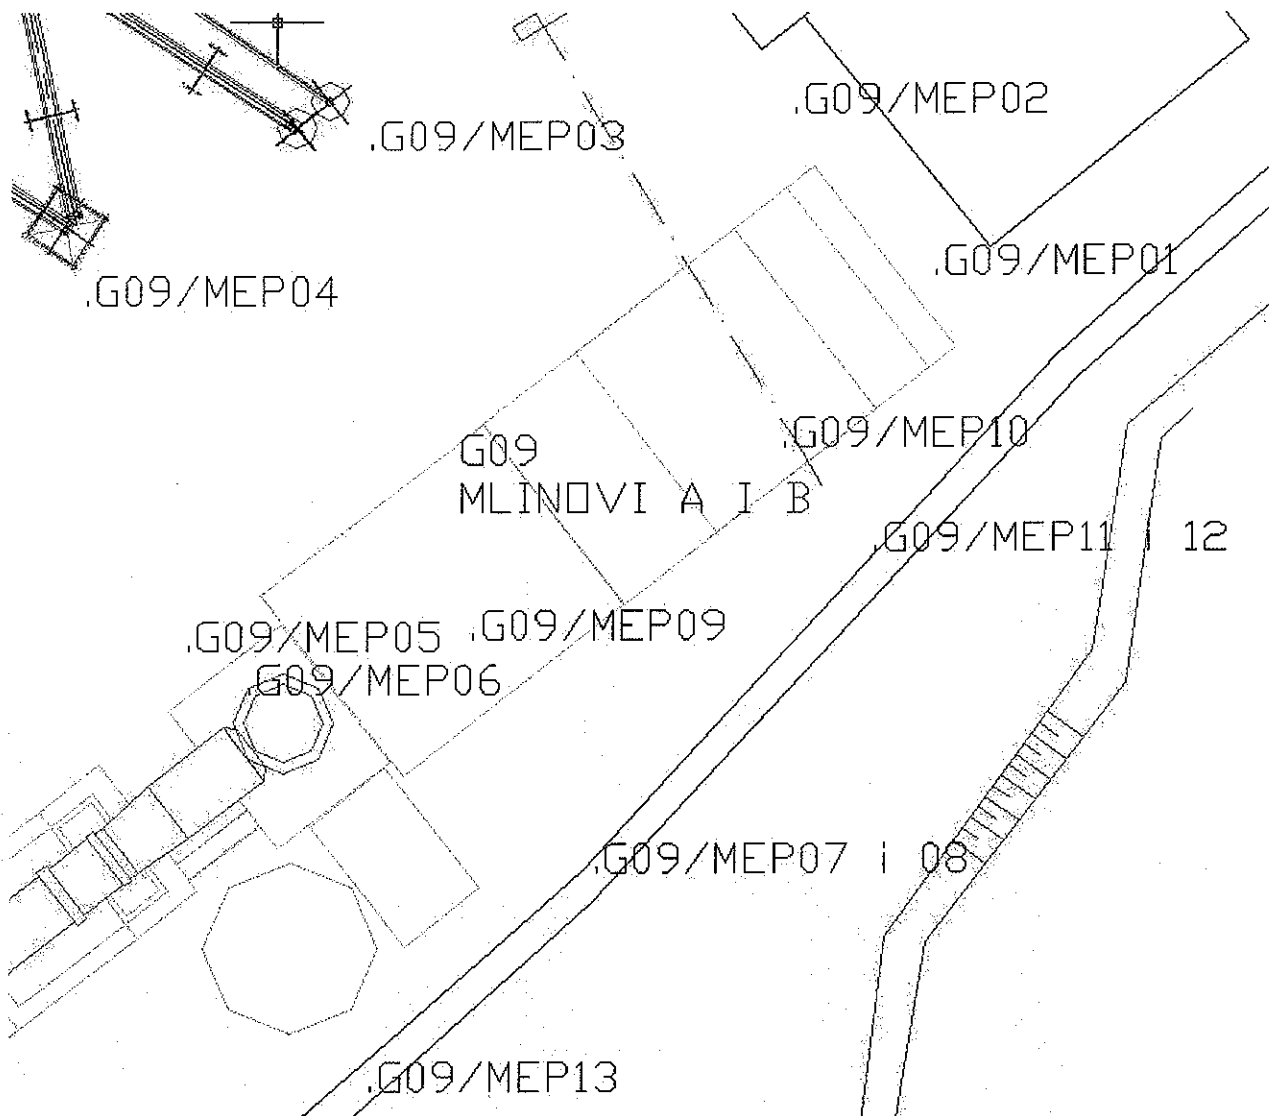 .G09/MEP02
.G09/MEP03
.G09/MEP01
.G09/MEP04
.G09/MEP10
G09
MLINOVI A I B
.G09/MEP11 i 12
.G09/MEP09
.G09/MEP05
G09/MEP06
.G09/MEP07 i 08
.G09/MEP13